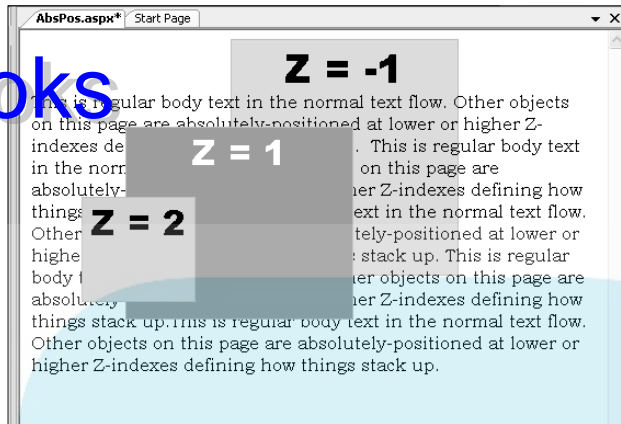 AbsPos.aspx* Start Page
oks
Z = -1
This is regular body text in the normal text flow. Other objects
on this page are absolutely-positioned at lower or higher Z-
indexes de . This is regular body text
in the norm on this page are
absolutely- her Z-indexes defining how
things ext in the normal text flow.
Other tely-positioned at lower or
highe s stack up. This is regular
body t her objects on this page are
absolutely her Z-indexes defining how
things stack up. This is regular body text in the normal text flow.
Other objects on this page are absolutely-positioned at lower or
higher Z-indexes defining how things stack up.
Z = 1
Z = 2